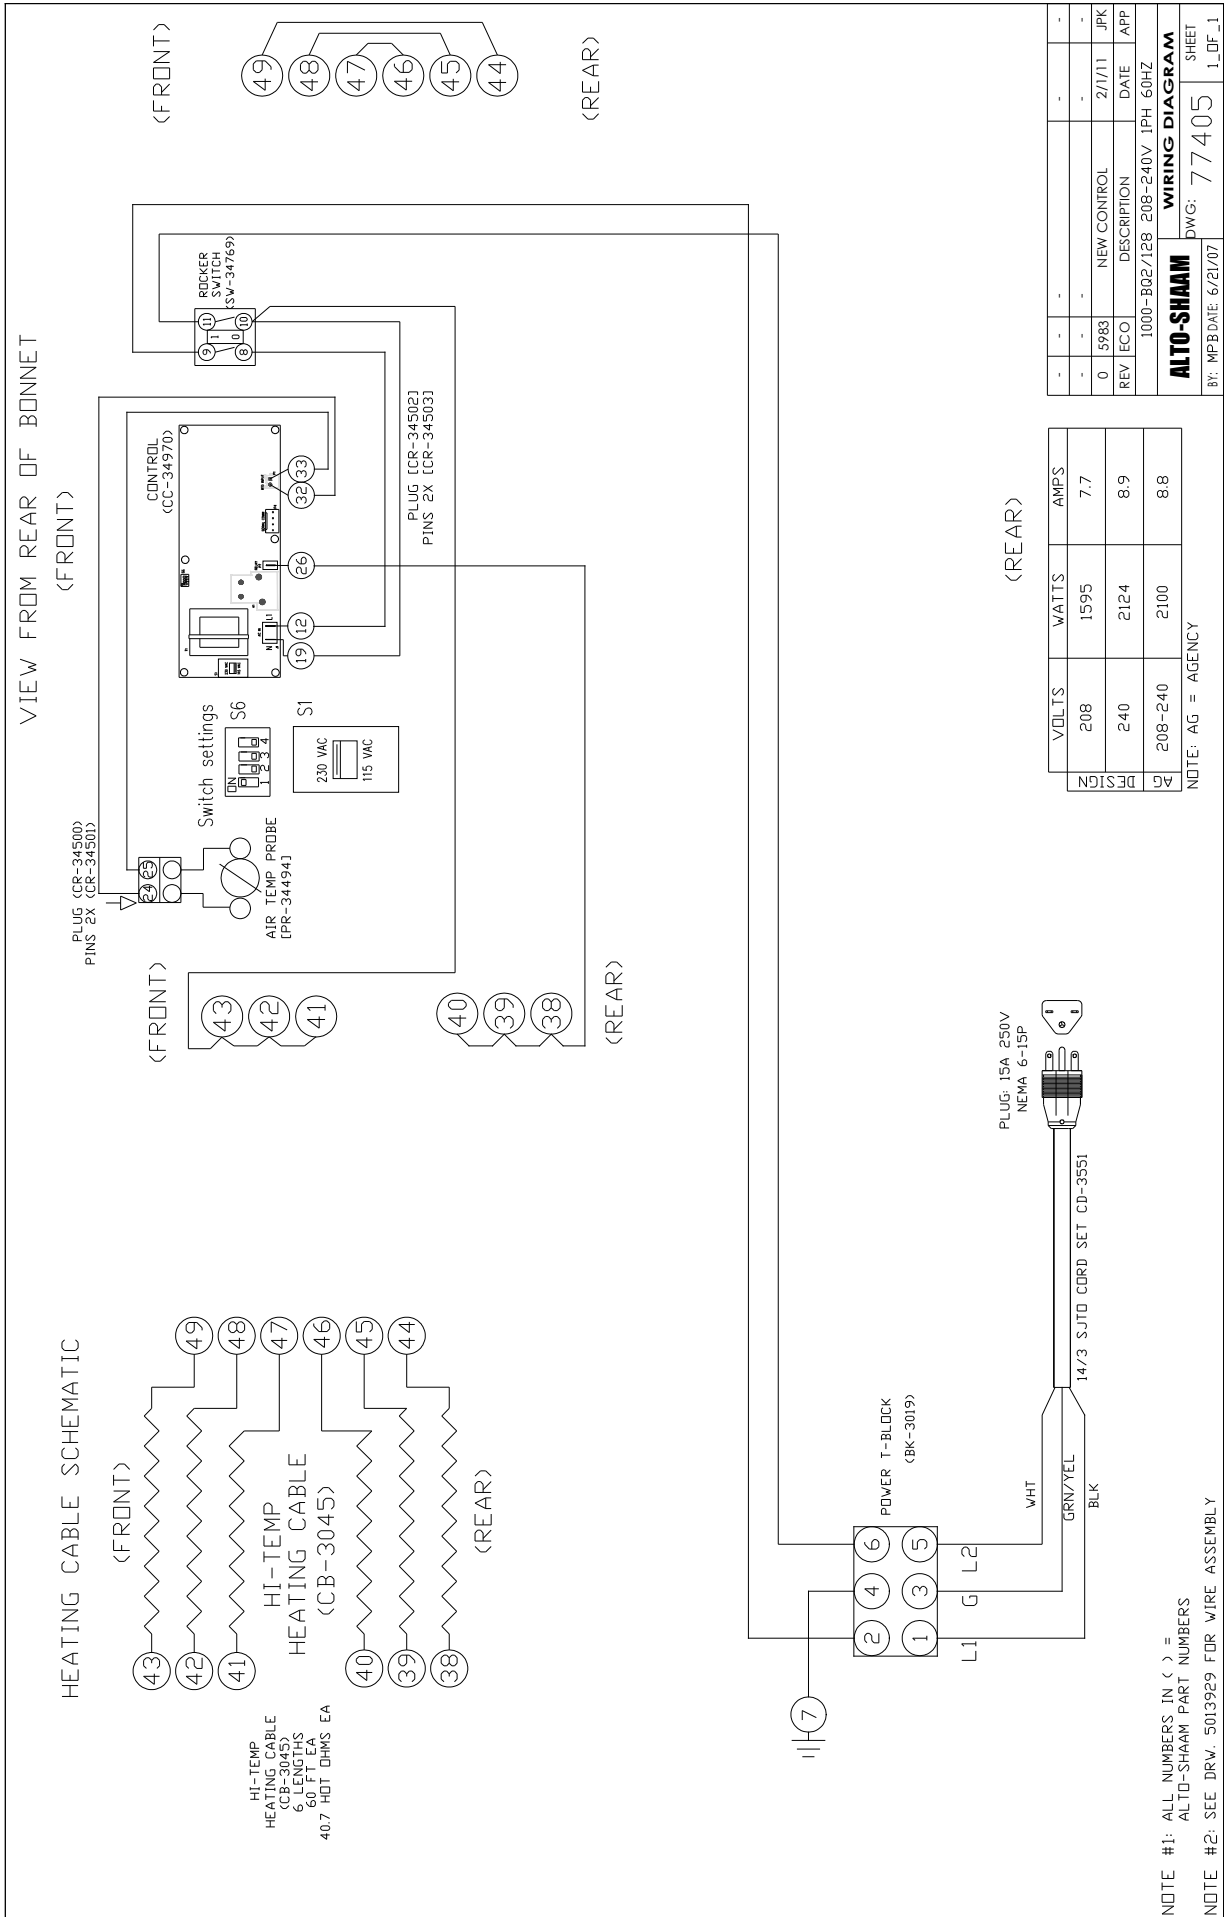 VIEW FROM REAR OF BONNET
(FRONT)
HEATING CABLE SCHEMATIC
(FRONT)
43
42
41
40
39
38
49
48
47
46
45
44
HI-TEMP
HEATING CABLE
(CB-3045)
(REAR)
HI-TEMP
HEATING CABLE
(CB-3045)
6 LENGTHS
60 FT EA
40.7 HOT OHMS EA
(FRONT)
43
42
41
40
39
38
(REAR)
PLUG (CR-34500)
PINS 2X (CR-34501)
24
25
AIR TEMP PROBE
[PR-34494]
Switch settings
S6
ON
1 2 3 4
S1
230 VAC
115 VAC
CONTROL
(CC-34970)
N
L1
19
12
26
32
33
PLUG [CR-34502]
PINS 2X [CR-34503]
ROCKER
SWITCH
(SW-34769)
9
11
1
0
8
10
(FRONT)
49
48
47
46
45
44
(REAR)
7
2
4
6
1
3
5
L1
G
L2
POWER T-BLOCK
(BK-3019)
WHT
GRN/YEL
BLK
14/3 SJTO CORD SET CD-3551
PLUG: 15A 250V
NEMA 6-15P
(REAR)
VOLTS WATTS AMPS
DESIGN
208 1595 7.7
240 2124 8.9
AG 208-240 2100 8.8
NOTE: AG = AGENCY
NOTE #1: ALL NUMBERS IN ( ) =
ALTO-SHAAM PART NUMBERS
NOTE #2: SEE DRW. 5013929 FOR WIRE ASSEMBLY
- - - - -
- - - - -
0 5983 NEW CONTROL 2/1/11 JPK
REV ECO DESCRIPTION DATE APP
1000-BQ2/128 208-240V 1PH 60HZ
ALTO-SHAAM
WIRING DIAGRAM
BY: MPB DATE: 6/21/07
DWG: 77405
SHEET
1 OF 1